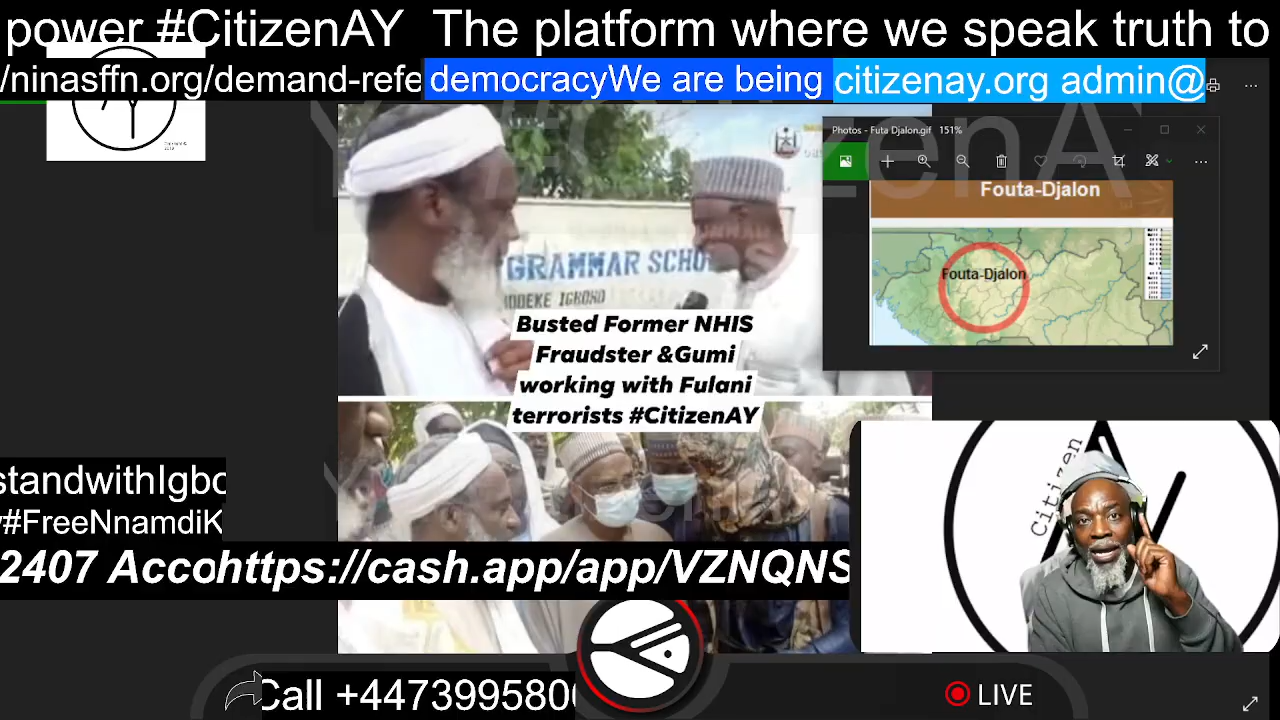 power #CitizenAY The platform where we speak truth to
/ninasffn.org/demand-refe democracyWe are being citizenay.org admin@
Photos - Futa Djalon.gif 151%
Fouta-Djalon
Fouta-Djalon
GRAMMAR SCHO
Busted Former NHIS
Fraudster &Gumi
working with Fulani
terrorists #CitizenAY
Citizen
standwithIgbo
#FreeNnamdiK
2407 Accohttps://cash.app/app/VZNQNS
Call +447399580
LIVE